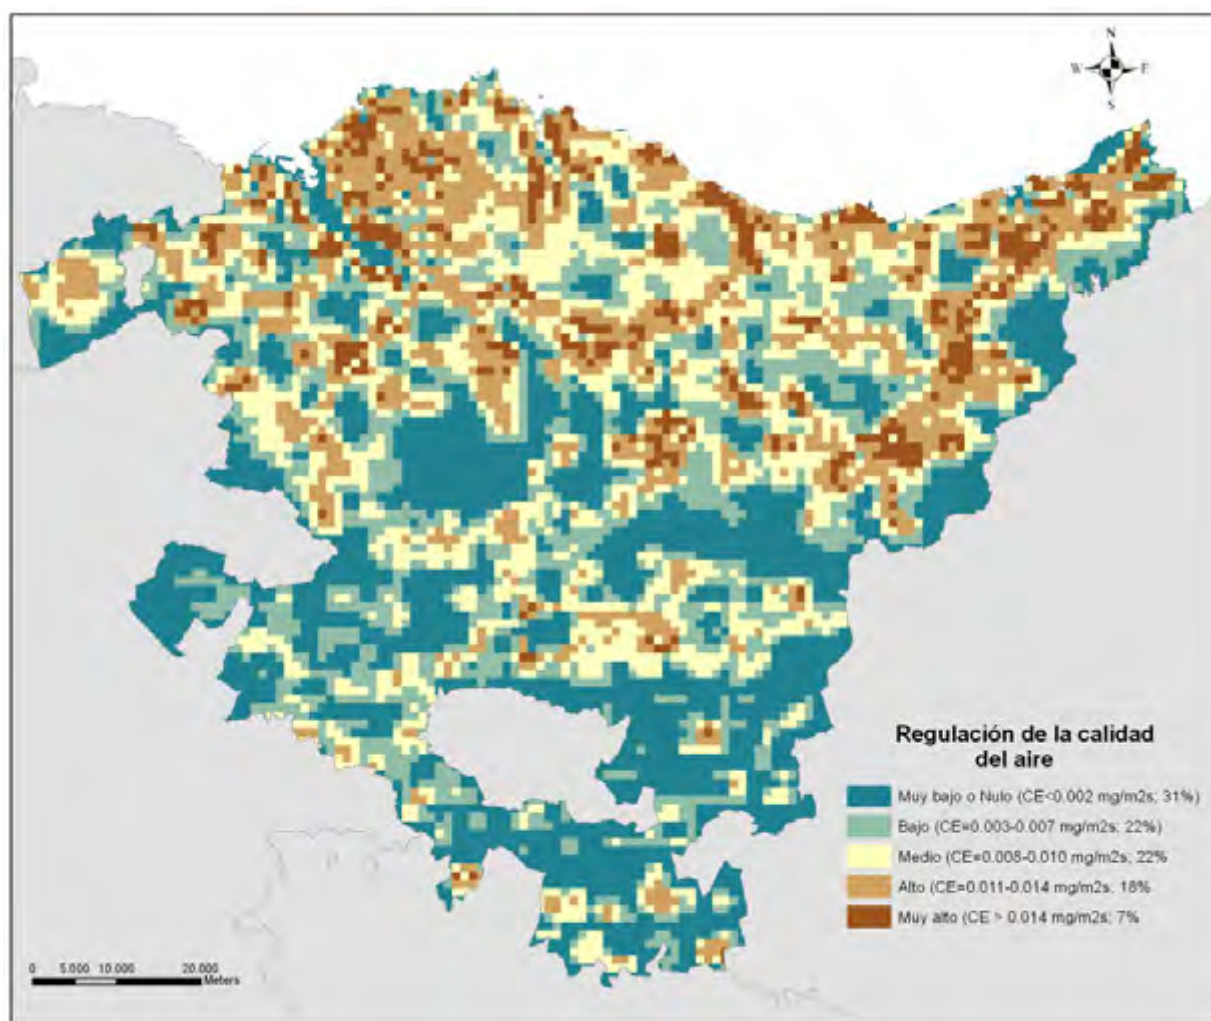 N
W E
S
Regulación de la calidad
del aire
Muy bajo o Nulo (CE<0.002 mg/m2s; 31%)
Bajo (CE=0.003-0.007 mg/m2s; 22%)
Medio (CE=0.008-0.010 mg/m2s; 22%
Alto (CE=0.011-0.014 mg/m2s; 18%
Muy alto (CE > 0.014 mg/m2s; 7%
0 5.000 10.000 20.000
Meters